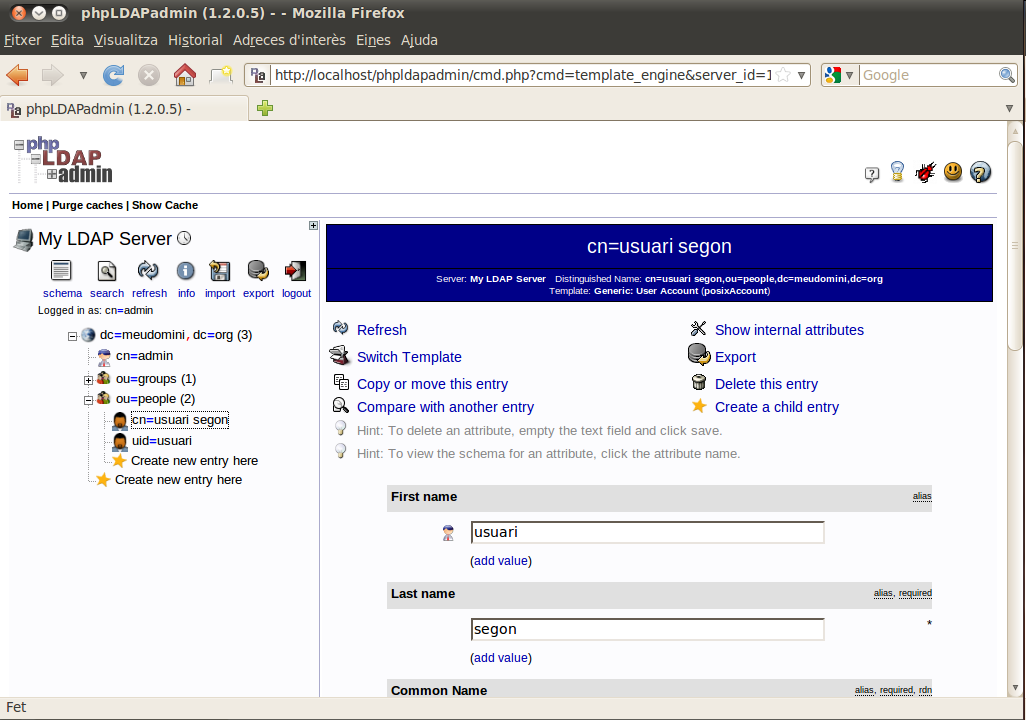 phpLDAPadmin (1.2.0.5) - - Mozilla Firefox
Fitxer Edita Visualitza Historial Adreces d'interès Eines Ajuda
http://localhost/phpldapadmin/cmd.php?cmd=template_engine&server_id=1
Google
phpLDAPadmin (1.2.0.5) -
php
LDAP
admin
Home | Purge caches | Show Cache
My LDAP Server
schema search refresh info import export logout
Logged in as: cn=admin
dc=meudomini,dc=org (3)
cn=admin
ou=groups (1)
ou=people (2)
cn=usuari segon
uid=usuari
Create new entry here
Create new entry here
cn=usuari segon
Server: My LDAP Server Distinguished Name: cn=usuari segon,ou=people,dc=meudomini,dc=org
Template: Generic: User Account (posixAccount)
Refresh Show internal attributes
Switch Template Export
Copy or move this entry Delete this entry
Compare with another entry Create a child entry
Hint: To delete an attribute, empty the text field and click save.
Hint: To view the schema for an attribute, click the attribute name.
First name alias
usuari
(add value)
Last name alias, required
segon *
(add value)
Common Name alias, required, rdn
Fet